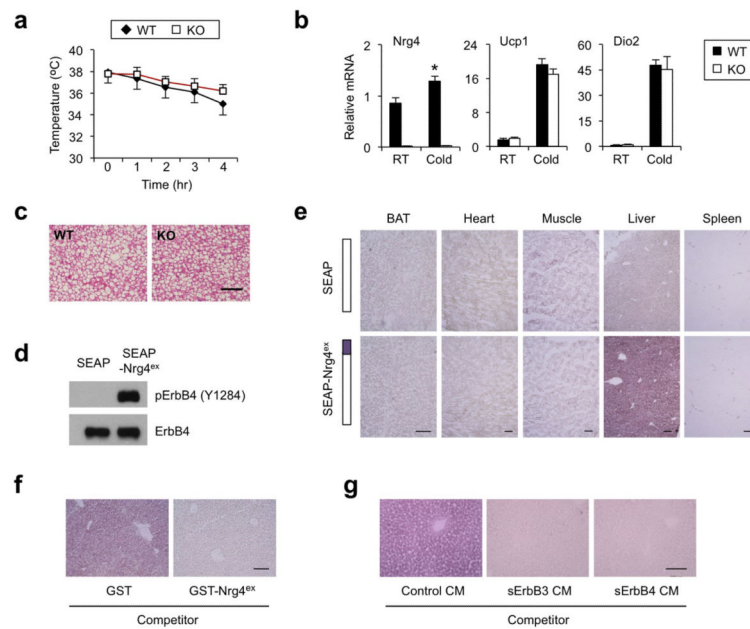 a
WT
KO
Temperature (ºC)
42
40
38
36
34
32
30
0 1 2 3 4
Time (hr)
b
Nrg4
Ucp1
Dio2
WT
KO
Relative mRNA
2
1
0
*
RT Cold
24
16
8
0
RT Cold
60
45
30
15
0
RT Cold
c
WT
KO
d
SEAP
SEAP
-Nrg4ex
pErbB4 (Y1284)
ErbB4
e
BAT Heart Muscle Liver Spleen
SEAP
SEAP-Nrg4ex
f
GST GST-Nrg4ex
Competitor
g
Control CM sErbB3 CM sErbB4 CM
Competitor